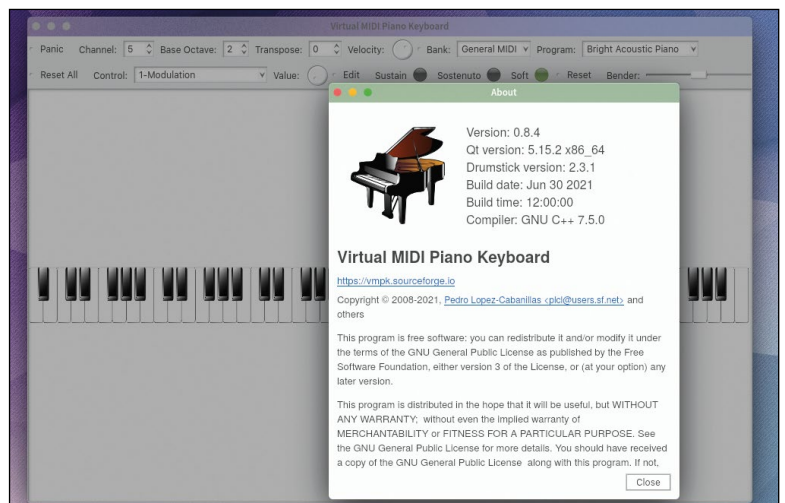 Virtual MIDI Piano Keyboard
Panic Channel: 5 Base Octave: 2 Transpose: 0 Velocity: Bank: General MIDI Program: Bright Acoustic Piano
Reset All Control: 1-Modulation Value: Edit Sustain Sostenuto Soft Reset Bender:
About
Version: 0.8.4
Qt version: 5.15.2 x86_64
Drumstick version: 2.3.1
Build date: Jun 30 2021
Build time: 12:00:00
Compiler: GNU C++ 7.5.0
Virtual MIDI Piano Keyboard
https://vmpk.sourceforge.io
Copyright © 2008-2021, Pedro Lopez-Cabanillas <plcl@users.sf.net> and
others
This program is free software: you can redistribute it and/or modify it under
the terms of the GNU General Public License as published by the Free
Software Foundation, either version 3 of the License, or (at your option) any
later version.
This program is distributed in the hope that it will be useful, but WITHOUT
ANY WARRANTY; without even the implied warranty of
MERCHANTABILITY or FITNESS FOR A PARTICULAR PURPOSE. See
the GNU General Public License for more details. You should have received
a copy of the GNU General Public License along with this program. If not,
Close